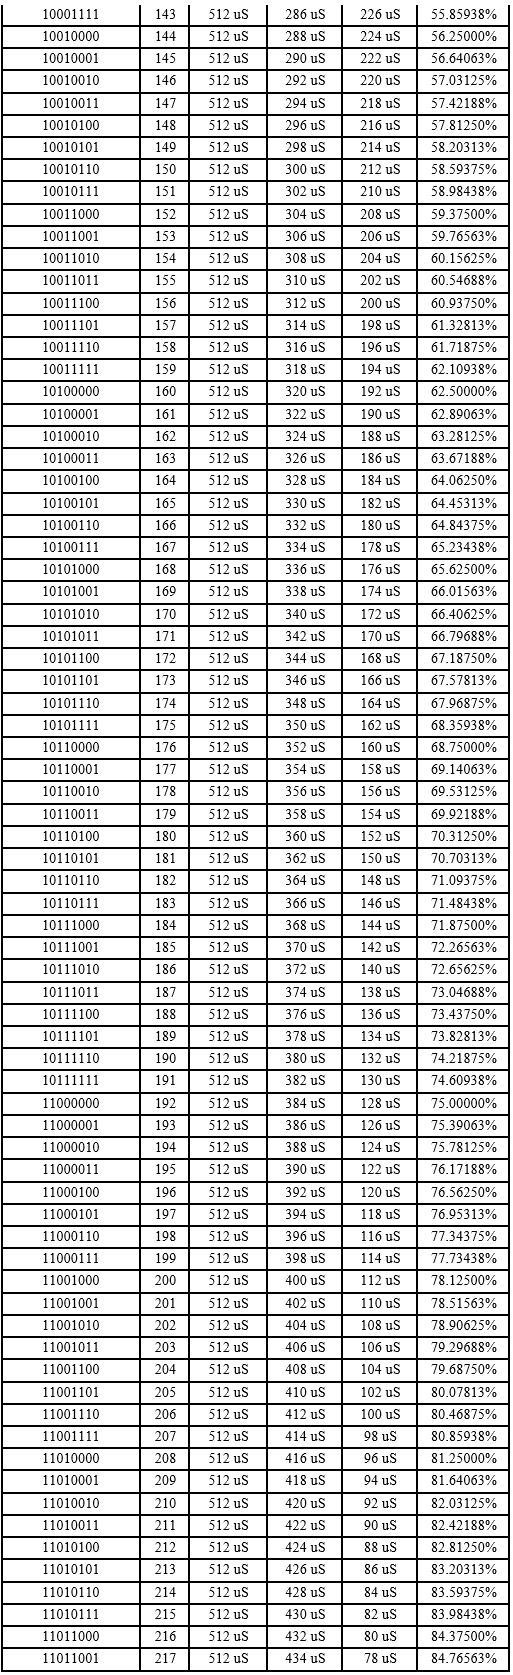 10001111 143 512 uS 286 uS 226 uS 55.85938%
10010000 144 512 uS 288 uS 224 uS 56.25000%
10010001 145 512 uS 290 uS 222 uS 56.64063%
10010010 146 512 uS 292 uS 220 uS 57.03125%
10010011 147 512 uS 294 uS 218 uS 57.42188%
10010100 148 512 uS 296 uS 216 uS 57.81250%
10010101 149 512 uS 298 uS 214 uS 58.20313%
10010110 150 512 uS 300 uS 212 uS 58.59375%
10010111 151 512 uS 302 uS 210 uS 58.98438%
10011000 152 512 uS 304 uS 208 uS 59.37500%
10011001 153 512 uS 306 uS 206 uS 59.76563%
10011010 154 512 uS 308 uS 204 uS 60.15625%
10011011 155 512 uS 310 uS 202 uS 60.54688%
10011100 156 512 uS 312 uS 200 uS 60.93750%
10011101 157 512 uS 314 uS 198 uS 61.32813%
10011110 158 512 uS 316 uS 196 uS 61.71875%
10011111 159 512 uS 318 uS 194 uS 62.10938%
10100000 160 512 uS 320 uS 192 uS 62.50000%
10100001 161 512 uS 322 uS 190 uS 62.89063%
10100010 162 512 uS 324 uS 188 uS 63.28125%
10100011 163 512 uS 326 uS 186 uS 63.67188%
10100100 164 512 uS 328 uS 184 uS 64.06250%
10100101 165 512 uS 330 uS 182 uS 64.45313%
10100110 166 512 uS 332 uS 180 uS 64.84375%
10100111 167 512 uS 334 uS 178 uS 65.23438%
10101000 168 512 uS 336 uS 176 uS 65.62500%
10101001 169 512 uS 338 uS 174 uS 66.01563%
10101010 170 512 uS 340 uS 172 uS 66.40625%
10101011 171 512 uS 342 uS 170 uS 66.79688%
10101100 172 512 uS 344 uS 168 uS 67.18750%
10101101 173 512 uS 346 uS 166 uS 67.57813%
10101110 174 512 uS 348 uS 164 uS 67.96875%
10101111 175 512 uS 350 uS 162 uS 68.35938%
10110000 176 512 uS 352 uS 160 uS 68.75000%
10110001 177 512 uS 354 uS 158 uS 69.14063%
10110010 178 512 uS 356 uS 156 uS 69.53125%
10110011 179 512 uS 358 uS 154 uS 69.92188%
10110100 180 512 uS 360 uS 152 uS 70.31250%
10110101 181 512 uS 362 uS 150 uS 70.70313%
10110110 182 512 uS 364 uS 148 uS 71.09375%
10110111 183 512 uS 366 uS 146 uS 71.48438%
10111000 184 512 uS 368 uS 144 uS 71.87500%
10111001 185 512 uS 370 uS 142 uS 72.26563%
10111010 186 512 uS 372 uS 140 uS 72.65625%
10111011 187 512 uS 374 uS 138 uS 73.04688%
10111100 188 512 uS 376 uS 136 uS 73.43750%
10111101 189 512 uS 378 uS 134 uS 73.82813%
10111110 190 512 uS 380 uS 132 uS 74.21875%
10111111 191 512 uS 382 uS 130 uS 74.60938%
11000000 192 512 uS 384 uS 128 uS 75.00000%
11000001 193 512 uS 386 uS 126 uS 75.39063%
11000010 194 512 uS 388 uS 124 uS 75.78125%
11000011 195 512 uS 390 uS 122 uS 76.17188%
11000100 196 512 uS 392 uS 120 uS 76.56250%
11000101 197 512 uS 394 uS 118 uS 76.95313%
11000110 198 512 uS 396 uS 116 uS 77.34375%
11000111 199 512 uS 398 uS 114 uS 77.73438%
11001000 200 512 uS 400 uS 112 uS 78.12500%
11001001 201 512 uS 402 uS 110 uS 78.51563%
11001010 202 512 uS 404 uS 108 uS 78.90625%
11001011 203 512 uS 406 uS 106 uS 79.29688%
11001100 204 512 uS 408 uS 104 uS 79.68750%
11001101 205 512 uS 410 uS 102 uS 80.07813%
11001110 206 512 uS 412 uS 100 uS 80.46875%
11001111 207 512 uS 414 uS 98 uS 80.85938%
11010000 208 512 uS 416 uS 96 uS 81.25000%
11010001 209 512 uS 418 uS 94 uS 81.64063%
11010010 210 512 uS 420 uS 92 uS 82.03125%
11010011 211 512 uS 422 uS 90 uS 82.42188%
11010100 212 512 uS 424 uS 88 uS 82.81250%
11010101 213 512 uS 426 uS 86 uS 83.20313%
11010110 214 512 uS 428 uS 84 uS 83.59375%
11010111 215 512 uS 430 uS 82 uS 83.98438%
11011000 216 512 uS 432 uS 80 uS 84.37500%
11011001 217 512 uS 434 uS 78 uS 84.76563%